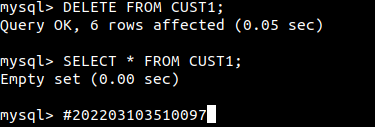 mysql> DELETE FROM CUST1;
Query OK, 6 rows affected (0.05 sec)
mysql> SELECT * FROM CUST1;
Empty set (0.00 sec)
mysql> #202203103510097